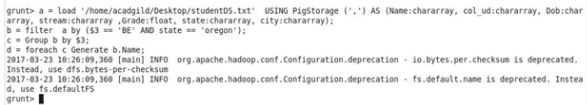 grunt> a = load '/home/acadgild/Desktop/studentDS.txt'  USING PigStorage (',') AS (Name:chararray, col_ud:chararray, Dob:char
array, stream:chararray ,Grade:float, state:chararray, city:chararray);
b = filter  a by ($3 == 'BE' AND state == 'oregon');
c = Group b by $3;
d = foreach c Generate b.Name;
2017-03-23 10:26:09,360 [main] INFO  org.apache.hadoop.conf.Configuration.deprecation - io.bytes.per.checksum is deprecated.
Instead, use dfs.bytes-per-checksum
2017-03-23 10:26:09,360 [main] INFO  org.apache.hadoop.conf.Configuration.deprecation - fs.default.name is deprecated. Instea
d, use fs.defaultFS
grunt>